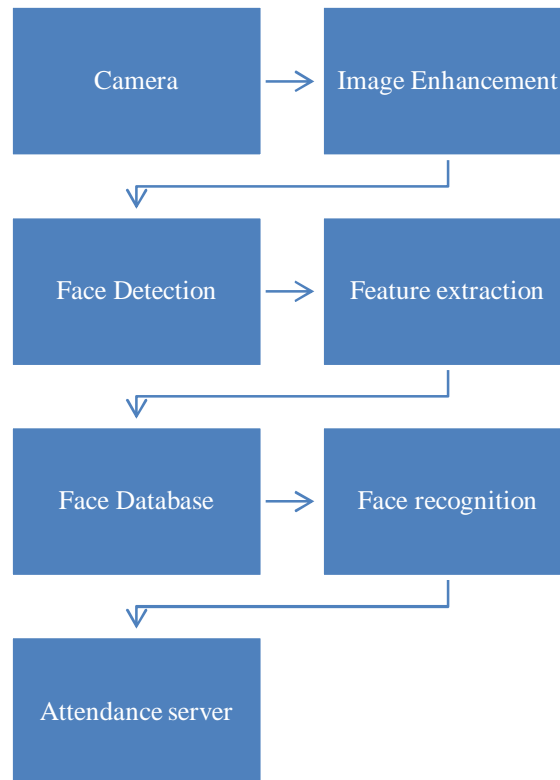 Camera
Image Enhancement
Face Detection
Feature extraction
Face Database
Face recognition
Attendance server